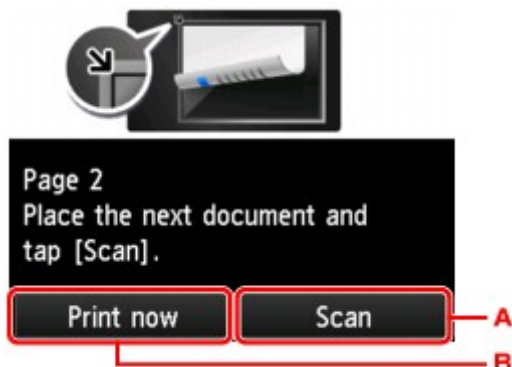 Page 2
Place the next document and
tap [Scan].
Print now Scan
A
B